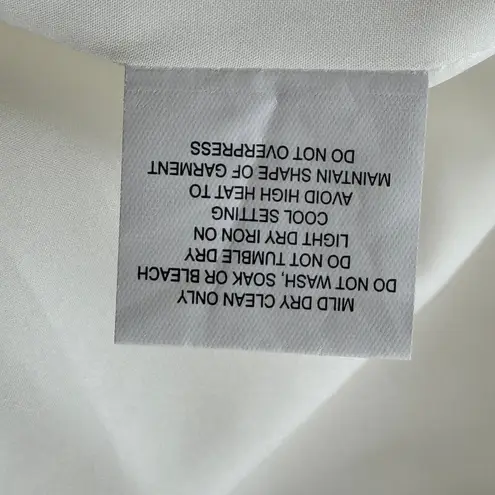 MILD DRY CLEAN ONLY
DO NOT WASH, SOAK OR BLEACH
DO NOT TUMBLE DRY
LIGHT DRY IRON ON
COOL SETTING
AVOID HIGH HEAT TO
MAINTAIN SHAPE OF GARMENT
DO NOT OVERPRESS